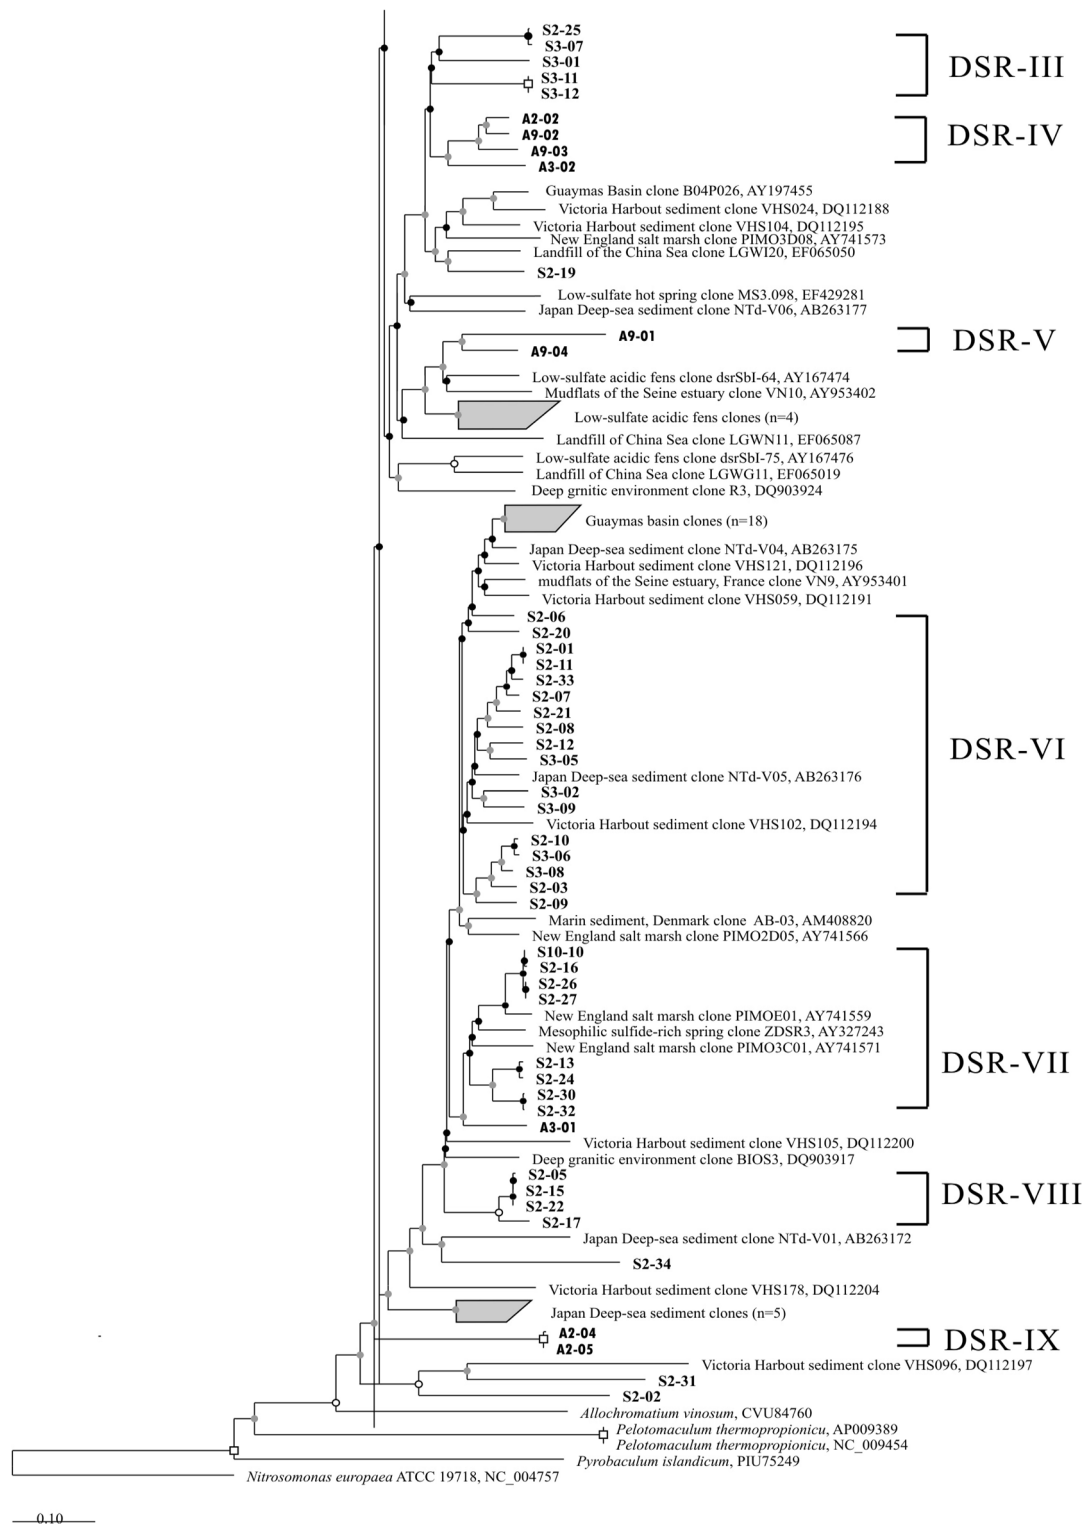 S2-25
S3-07
S3-01
S3-11
S3-12
DSR-III
A2-02
A9-02
A9-03
A3-02
DSR-IV
Guaymas Basin clone B04P026, AY197455
Victoria Harbout sediment clone VHS024, DQ112188
Victoria Harbout sediment clone VHS104, DQ112195
New England salt marsh clone PIMO3D08, AY741573
Landfill of the China Sea clone LGWI20, EF065050
S2-19
Low-sulfate hot spring clone MS3.098, EF429281
Japan Deep-sea sediment clone NTd-V06, AB263177
A9-01
A9-04
DSR-V
Low-sulfate acidic fens clone dsrSbI-64, AY167474
Mudflats of the Seine estuary clone VN10, AY953402
Low-sulfate acidic fens clones (n=4)
Landfill of China Sea clone LGWN11, EF065087
Low-sulfate acidic fens clone dsrSbI-75, AY167476
Landfill of China Sea clone LGWG11, EF065019
Deep grnitic environment clone R3, DQ903924
Guaymas basin clones (n=18)
Japan Deep-sea sediment clone NTd-V04, AB263175
Victoria Harbout sediment clone VHS121, DQ112196
mudflats of the Seine estuary, France clone VN9, AY953401
Victoria Harbout sediment clone VHS059, DQ112191
S2-06
S2-20
S2-01
S2-11
S2-33
S2-07
S2-21
S2-08
S2-12
S3-05
DSR-VI
Japan Deep-sea sediment clone NTd-V05, AB263176
S3-02
S3-09
Victoria Harbout sediment clone VHS102, DQ112194
S2-10
S3-06
S3-08
S2-03
S2-09
Marin sediment, Denmark clone AB-03, AM408820
New England salt marsh clone PIMO2D05, AY741566
S10-10
S2-16
S2-26
S2-27
New England salt marsh clone PIMOE01, AY741559
Mesophilic sulfide-rich spring clone ZDSR3, AY327243
New England salt marsh clone PIMO3C01, AY741571
S2-13
DSR-VII
S2-24
S2-30
S2-32
A3-01
Victoria Harbout sediment clone VHS105, DQ112200
Deep granitic environment clone BIOS3, DQ903917
S2-05
S2-15
DSR-VIII
S2-22
S2-17
Japan Deep-sea sediment clone NTd-V01, AB263172
S2-34
Victoria Harbout sediment clone VHS178, DQ112204
Japan Deep-sea sediment clones (n=5)
A2-04
A2-05
DSR-IX
Victoria Harbout sediment clone VHS096, DQ112197
S2-31
S2-02
Allochromatium vinosum, CVU84760
Pelotomaculum thermopropionicu, AP009389
Pelotomaculum thermopropionicu, NC_009454
Pyrobaculum islandicum, PIU75249
Nitrosomonas europaea ATCC 19718, NC_004757
0.10